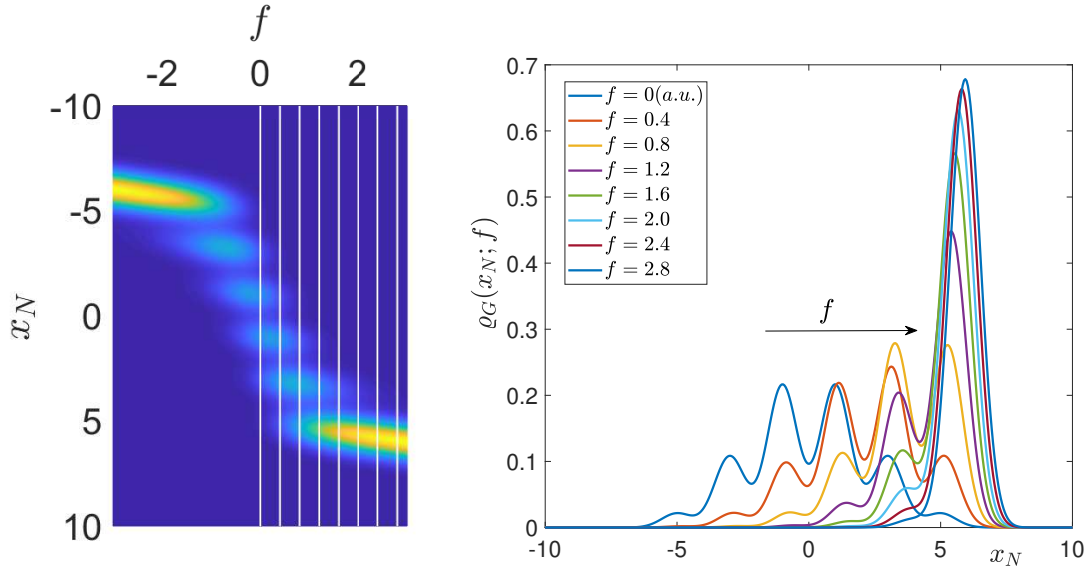 f
-2 0 2
-10
-5
0
5
10
x_N
0.7
0.6
0.5
0.4
0.3
0.2
0.1
0
ϱ_G(x_N; f)
f = 0(a.u.)
f = 0.4
f = 0.8
f = 1.2
f = 1.6
f = 2.0
f = 2.4
f = 2.8
f
-10 -5 0 5 10
x_N